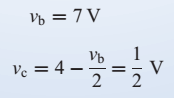 v_b = 7 V
v_c = 4 − v_b/2 = 1/2 V